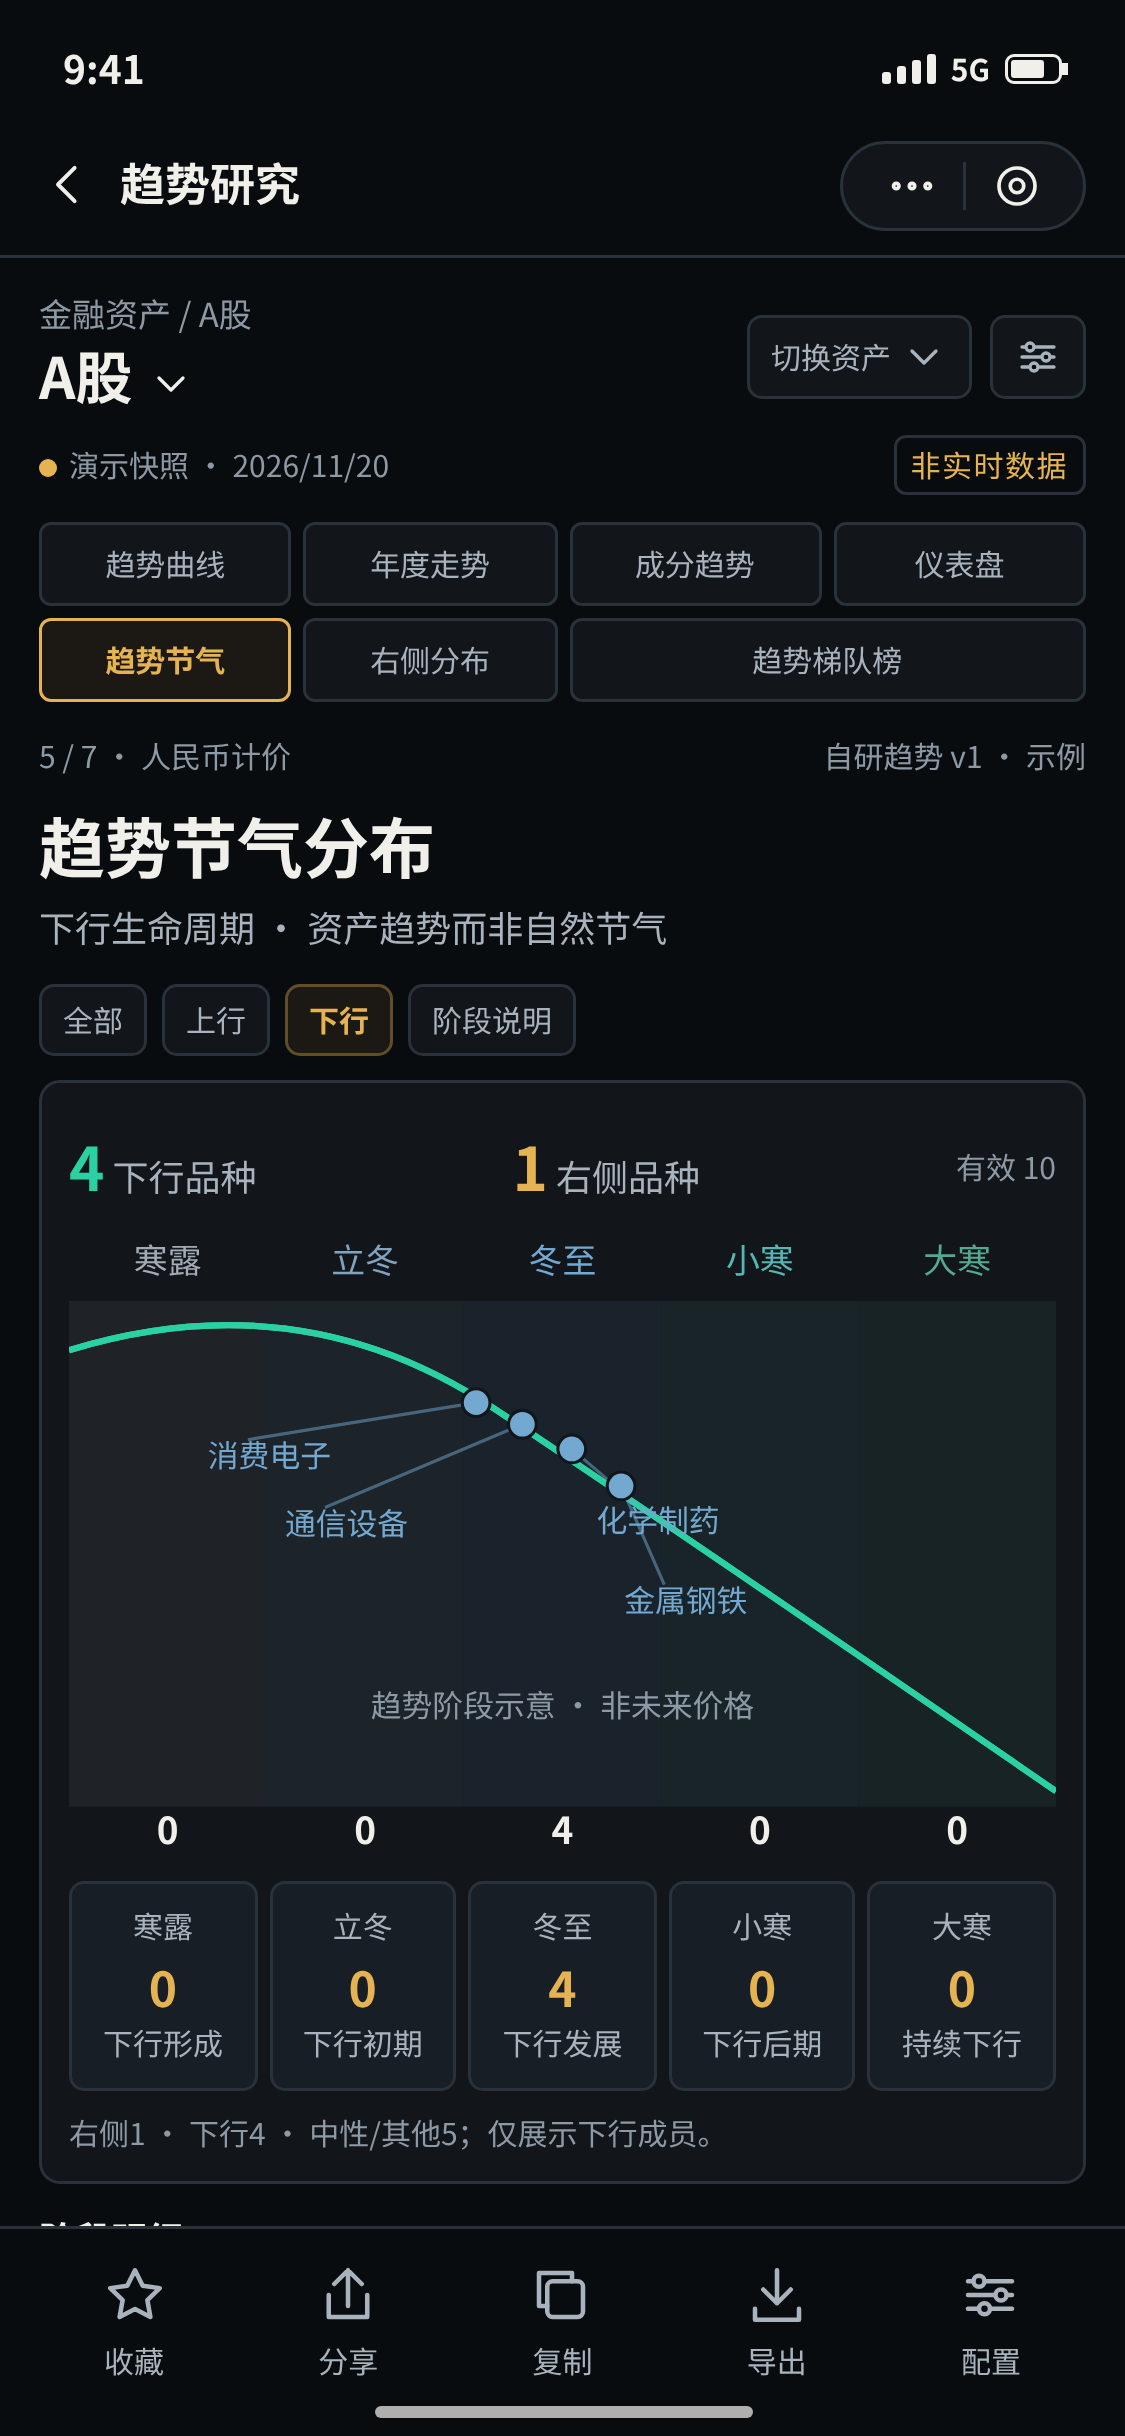 9:41
5G
趋势研究
金融资产 / A股
A股
切换资产
演示快照 · 2026/11/20
非实时数据
趋势曲线
年度走势
成分趋势
仪表盘
趋势节气
右侧分布
趋势梯队榜
5 / 7 · 人民币计价
自研趋势 v1 · 示例
趋势节气分布
下行生命周期 · 资产趋势而非自然节气
全部
上行
下行
阶段说明
4 下行品种
1 右侧品种
有效 10
寒露
立冬
冬至
小寒
大寒
消费电子
通信设备
化学制药
金属钢铁
趋势阶段示意 · 非未来价格
0
0
4
0
0
寒露
0
下行形成
立冬
0
下行初期
冬至
4
下行发展
小寒
0
下行后期
大寒
0
持续下行
右侧1 · 下行4 · 中性/其他5；仅展示下行成员。
收藏
分享
复制
导出
配置